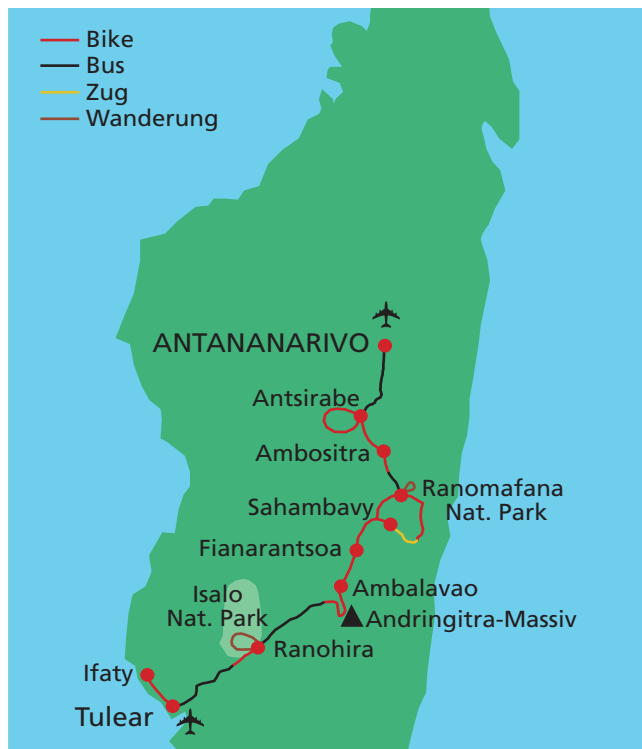 Bike
Bus
Zug
Wanderung
ANTANANARIVO
Antsirabe
Ambositra
Ranomafana
Nat. Park
Sahambavy
Fianarantsoa
Ambalavao
Isalo
Nat. Park
Andringitra-Massiv
Ranohira
Ifaty
Tulear